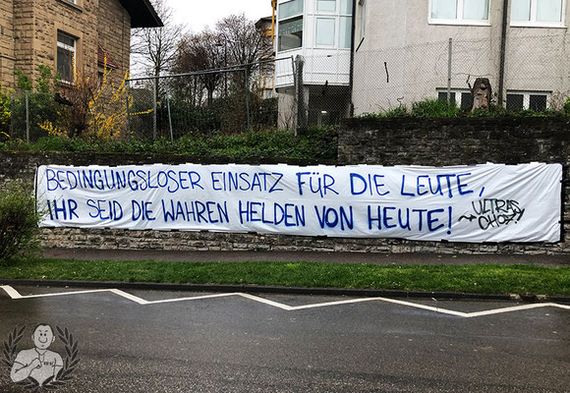 BEDINGUNGSLOSER EINSATZ FÜR DIE LEUTE,
IHR SEID DIE WAHREN HELDEN VON HEUTE!
ULTRAS